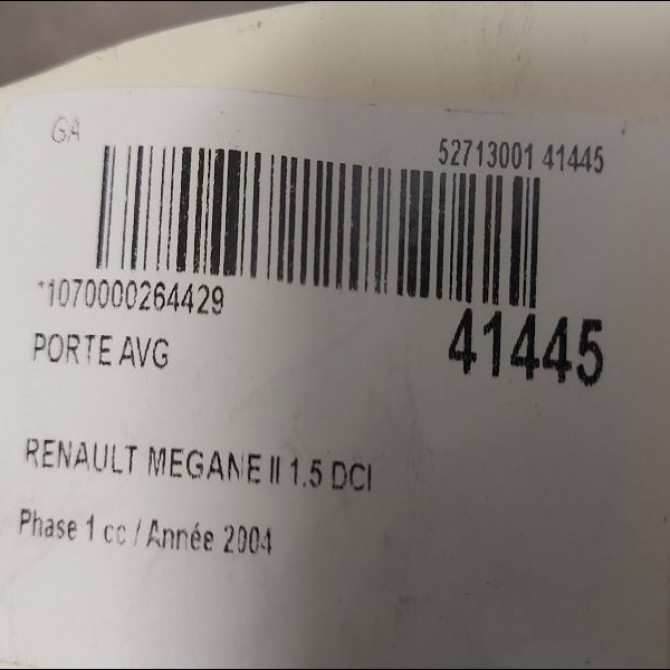 GA
52713001 41445
*1070000264429
41445
PORTE AVG
RENAULT MEGANE II 1.5 DCI
Phase 1 cc / Année 2004